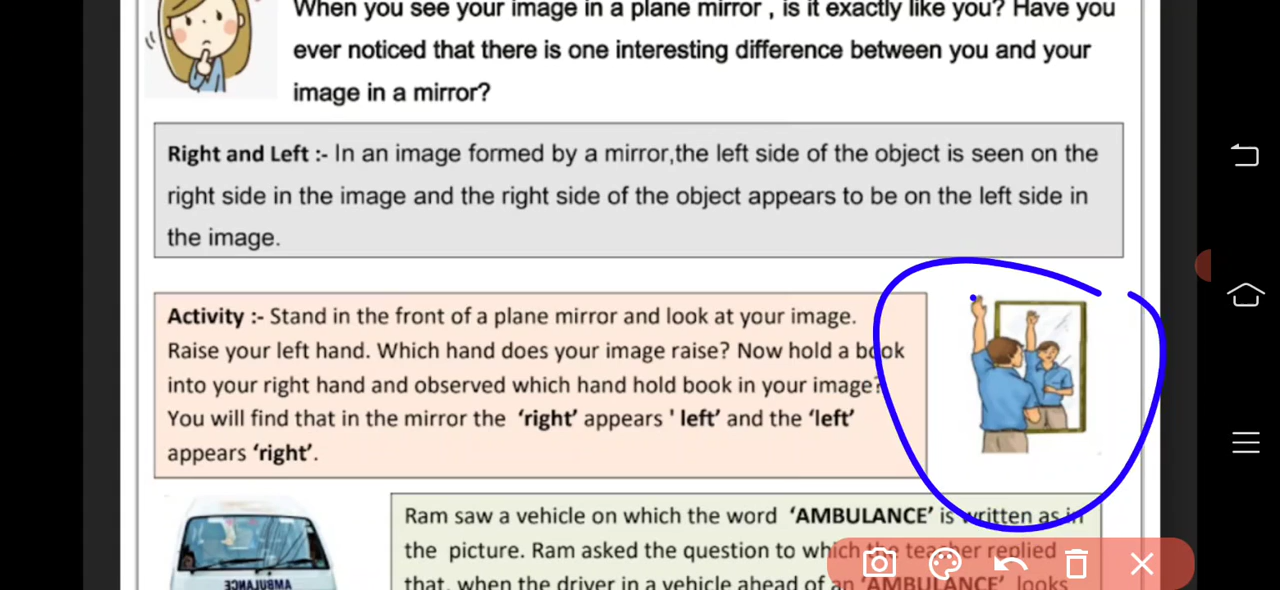 When you see your image in a plane mirror , is it exactly like you? Have you
ever noticed that there is one interesting difference between you and your
image in a mirror?
Right and Left :- In an image formed by a mirror,the left side of the object is seen on the
right side in the image and the right side of the object appears to be on the left side in
the image.
Activity :- Stand in the front of a plane mirror and look at your image.
Raise your left hand. Which hand does your image raise? Now hold a book
into your right hand and observed which hand hold book in your image?
You will find that in the mirror the ‘right’ appears ' left’ and the ‘left’
appears ‘right’.
Ram saw a vehicle on which the word ‘AMBULANCE’ is written as in
the picture. Ram asked the question to which the teacher replied
that, when the driver in a vehicle ahead of an ‘AMBULANCE’ looks
AMBULANCE